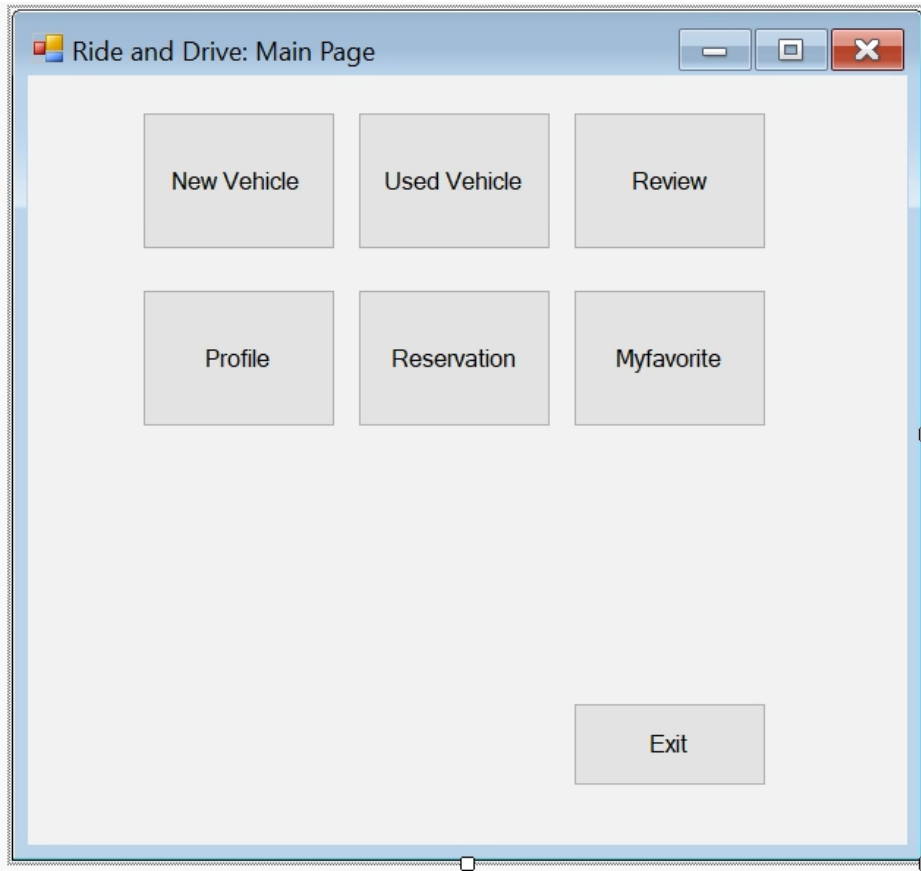 Ride and Drive: Main Page
New Vehicle
Used Vehicle
Review
Profile
Reservation
Myfavorite
Exit